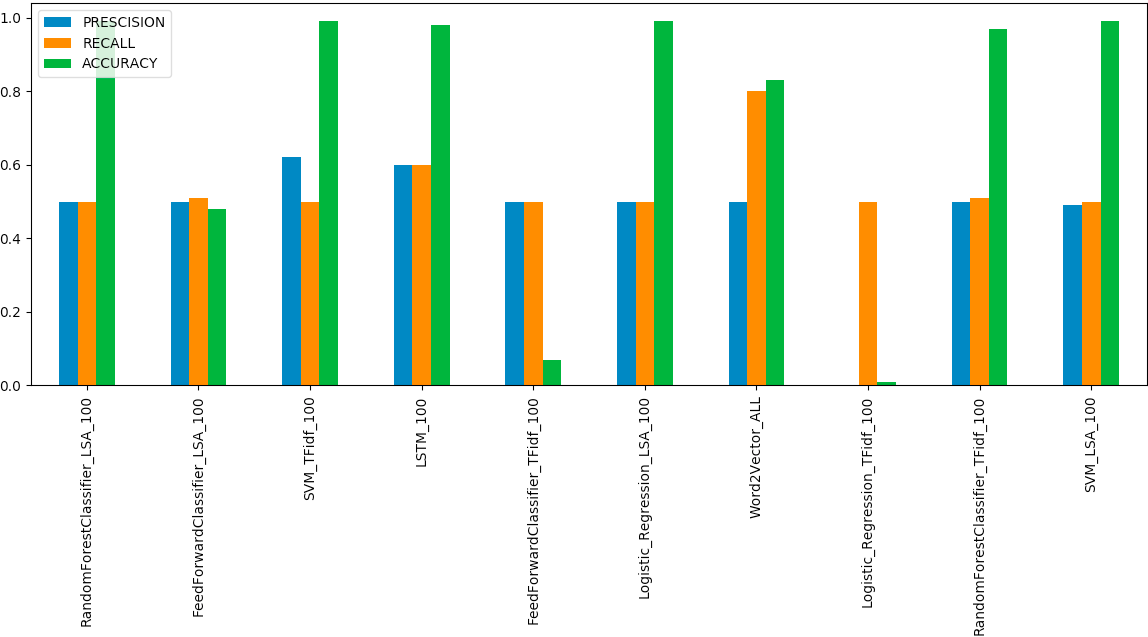 1.0
0.8
0.6
0.4
0.2
0.0
PRESCISION
RECALL
ACCURACY
RandomForestClassifier_LSA_100
FeedForwardClassifier_LSA_100
SVM_TFidf_100
LSTM_100
FeedForwardClassifier_TFidf_100
Logistic_Regression_LSA_100
Word2Vector_ALL
Logistic_Regression_TFidf_100
RandomForestClassifier_TFidf_100
SVM_LSA_100